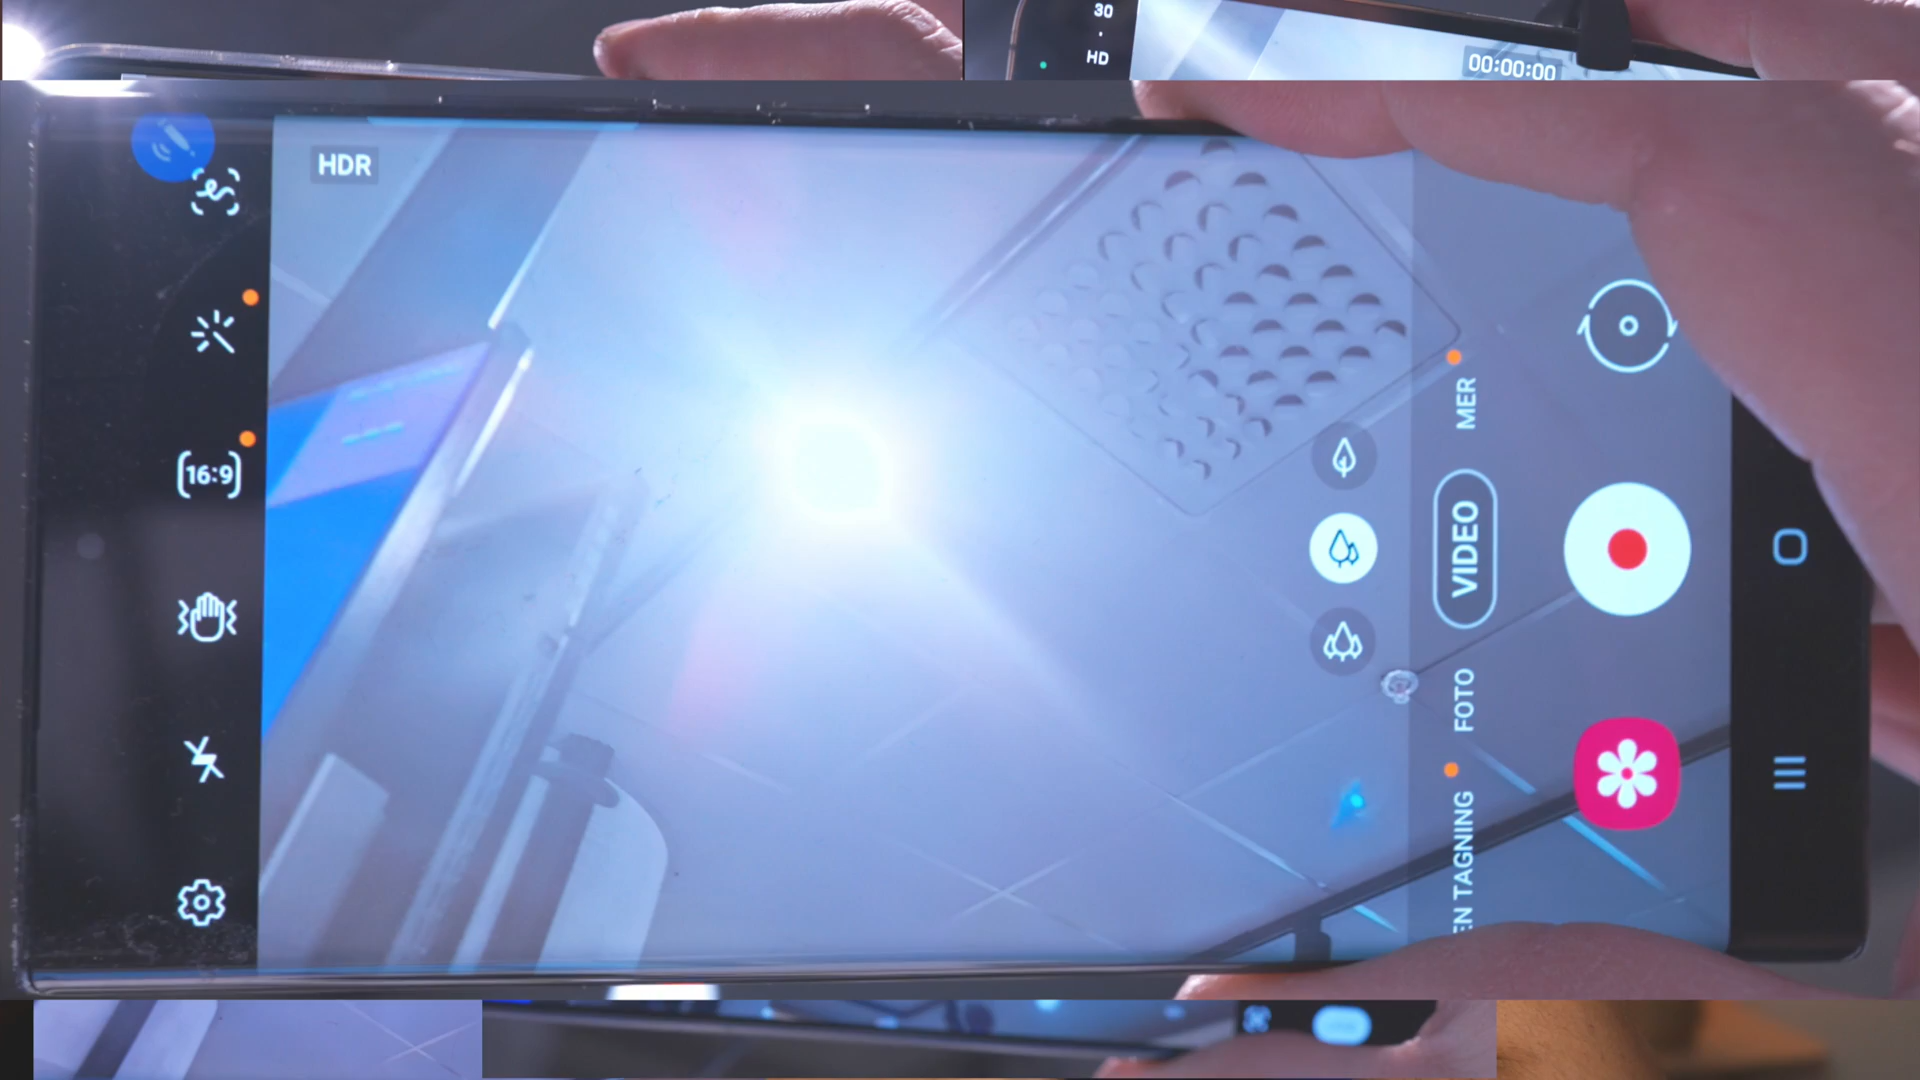 30
HD
00:00:00
HDR
16:9
MER
VIDEO
FOTO
EN TAGNING